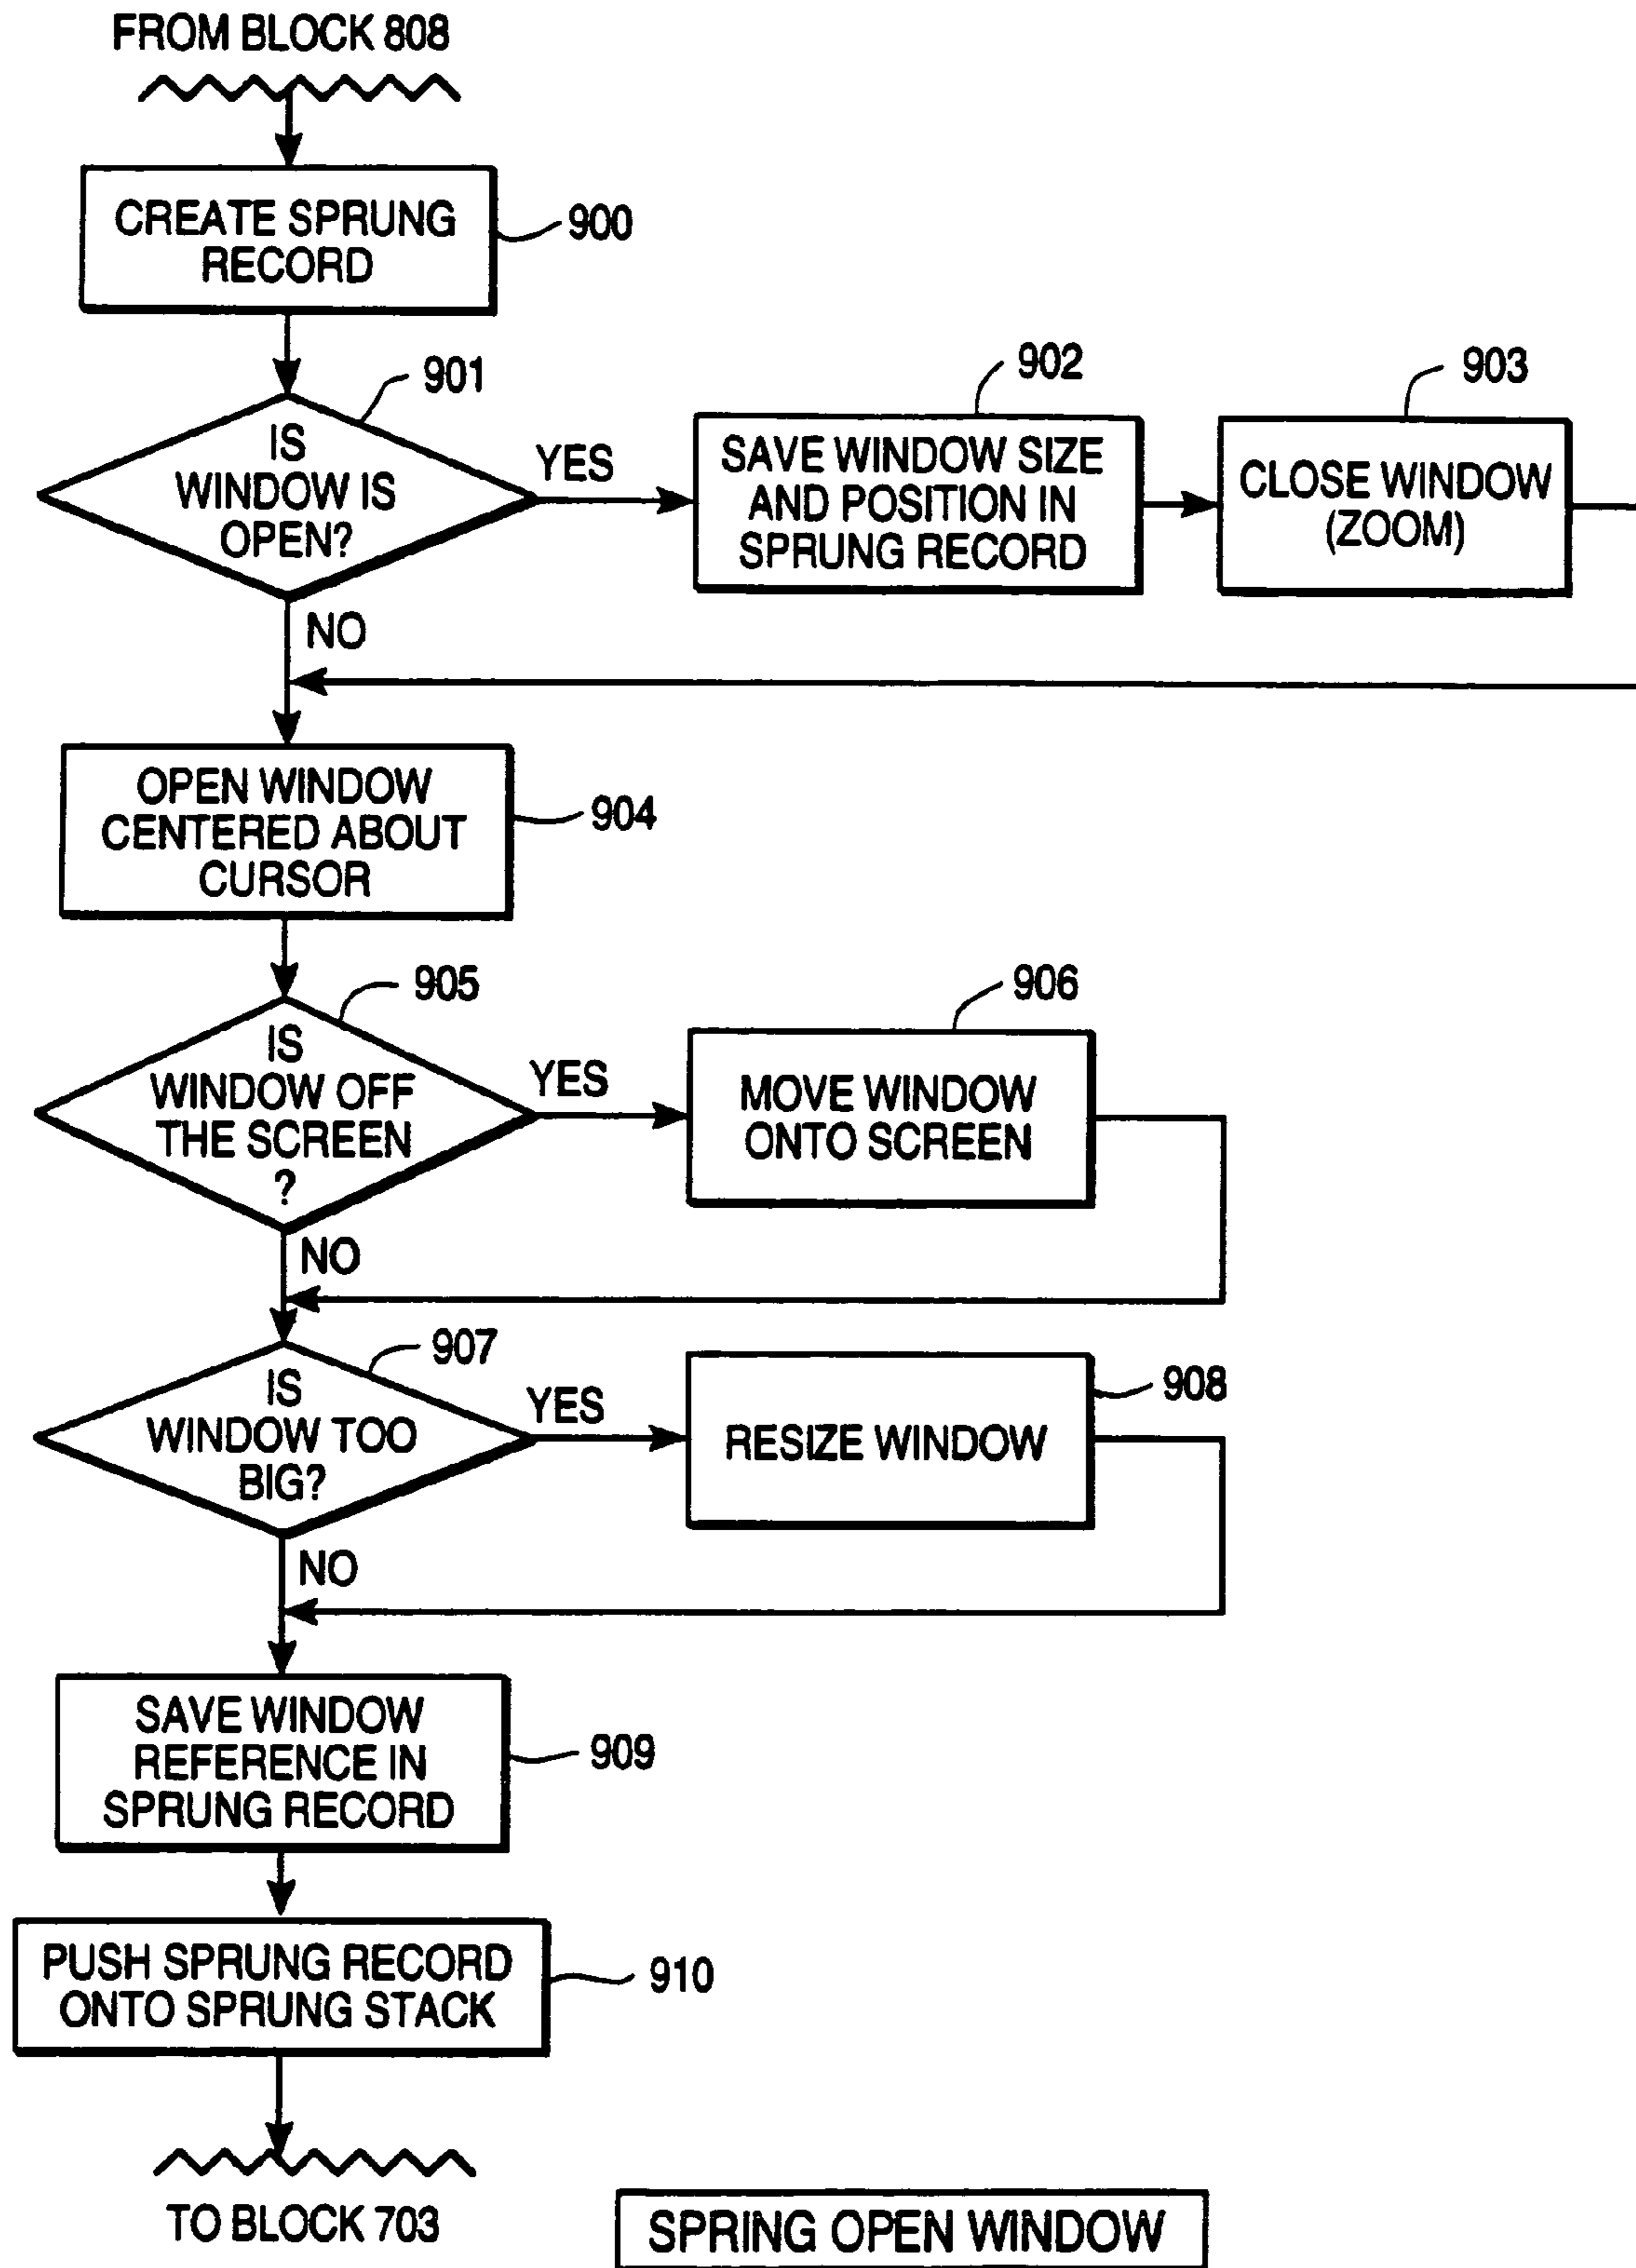 FROM BLOCK 808
CREATE SPRUNG
RECORD
900
901
IS
WINDOW IS
OPEN?
YES
902
SAVE WINDOW SIZE
AND POSITION IN
SPRUNG RECORD
903
CLOSE WINDOW
(ZOOM)
NO
OPEN WINDOW
CENTERED ABOUT
CURSOR
904
905
IS
WINDOW OFF
THE SCREEN
?
YES
906
MOVE WINDOW
ONTO SCREEN
NO
907
IS
WINDOW TOO
BIG?
YES
RESIZE WINDOW
908
NO
SAVE WINDOW
REFERENCE IN
SPRUNG RECORD
909
PUSH SPRUNG RECORD
ONTO SPRUNG STACK
910
TO BLOCK 703
SPRING OPEN WINDOW